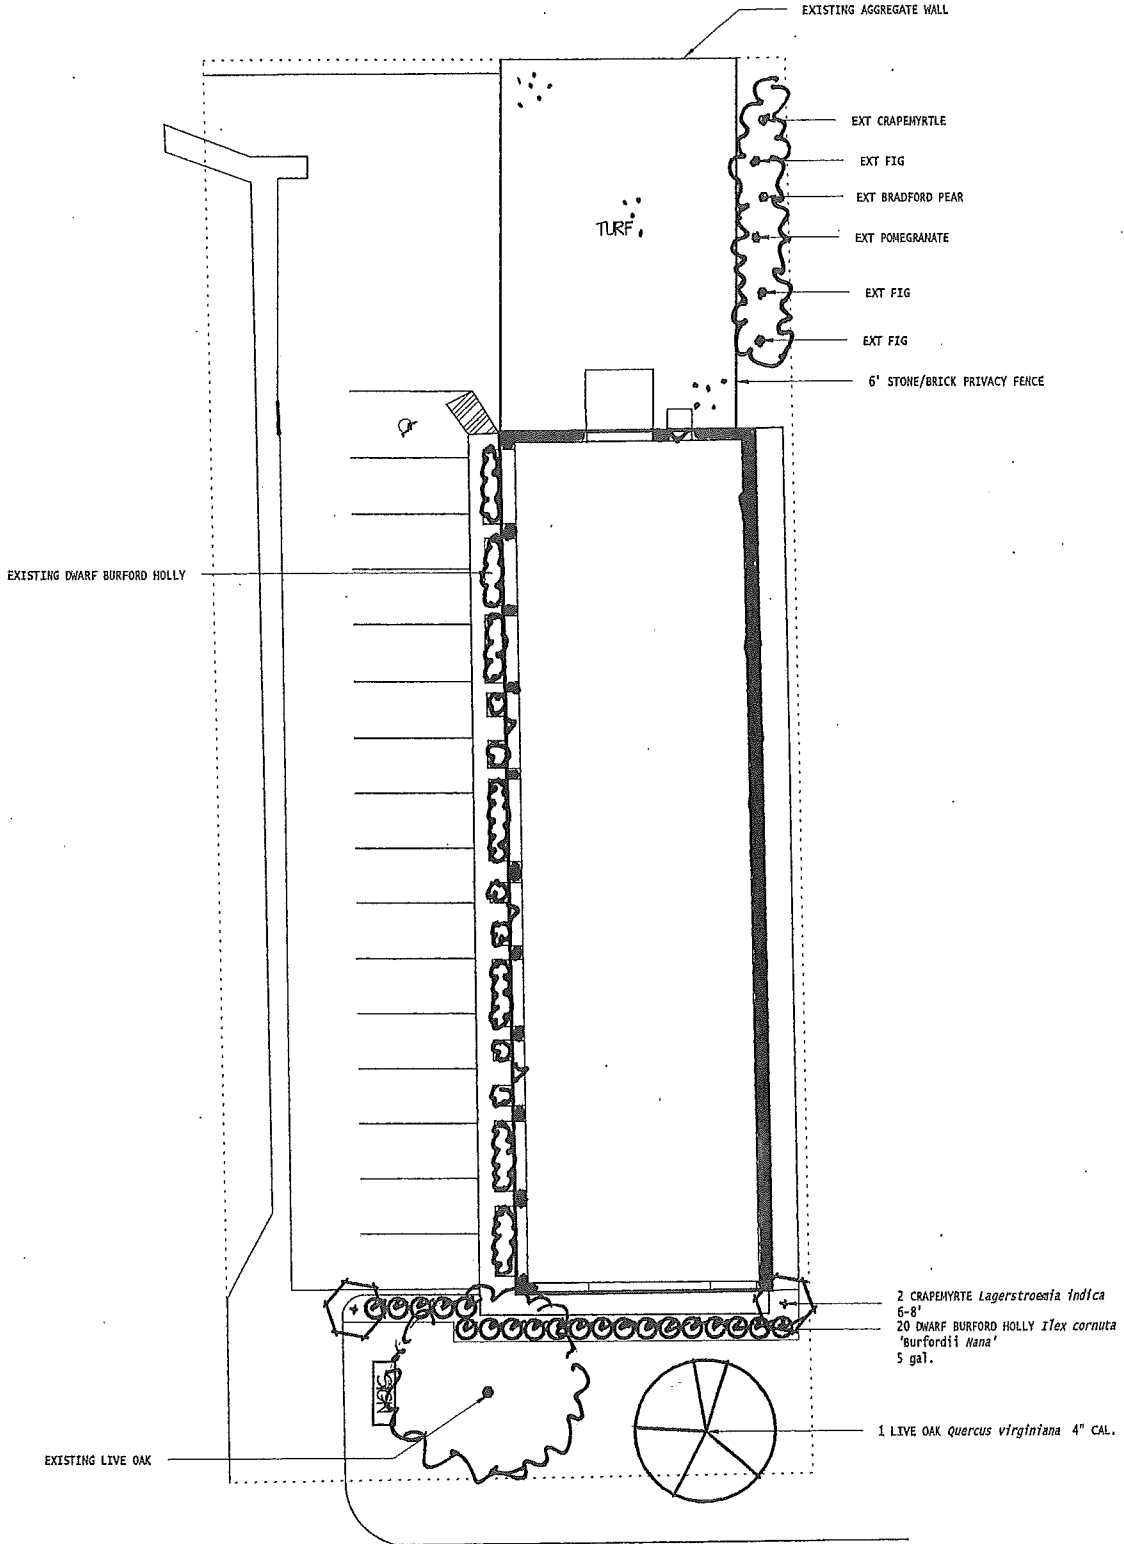 EXISTING AGGREGATE WALL
EXT CRAPEMYRTLE
EXT FIG
EXT BRADFORD PEAR
TURF
EXT POMEGRANATE
EXT FIG
EXT FIG
6' STONE/BRICK PRIVACY FENCE
EXISTING DWARF BURFORD HOLLY
2 CRAPEMYRTE Lagerstroemia indica
6-8'
20 DWARF BURFORD HOLLY Ilex cornuta
'Burfordii Nana'
5 gal.
SIGN
1 LIVE OAK Quercus virginiana 4" CAL.
EXISTING LIVE OAK